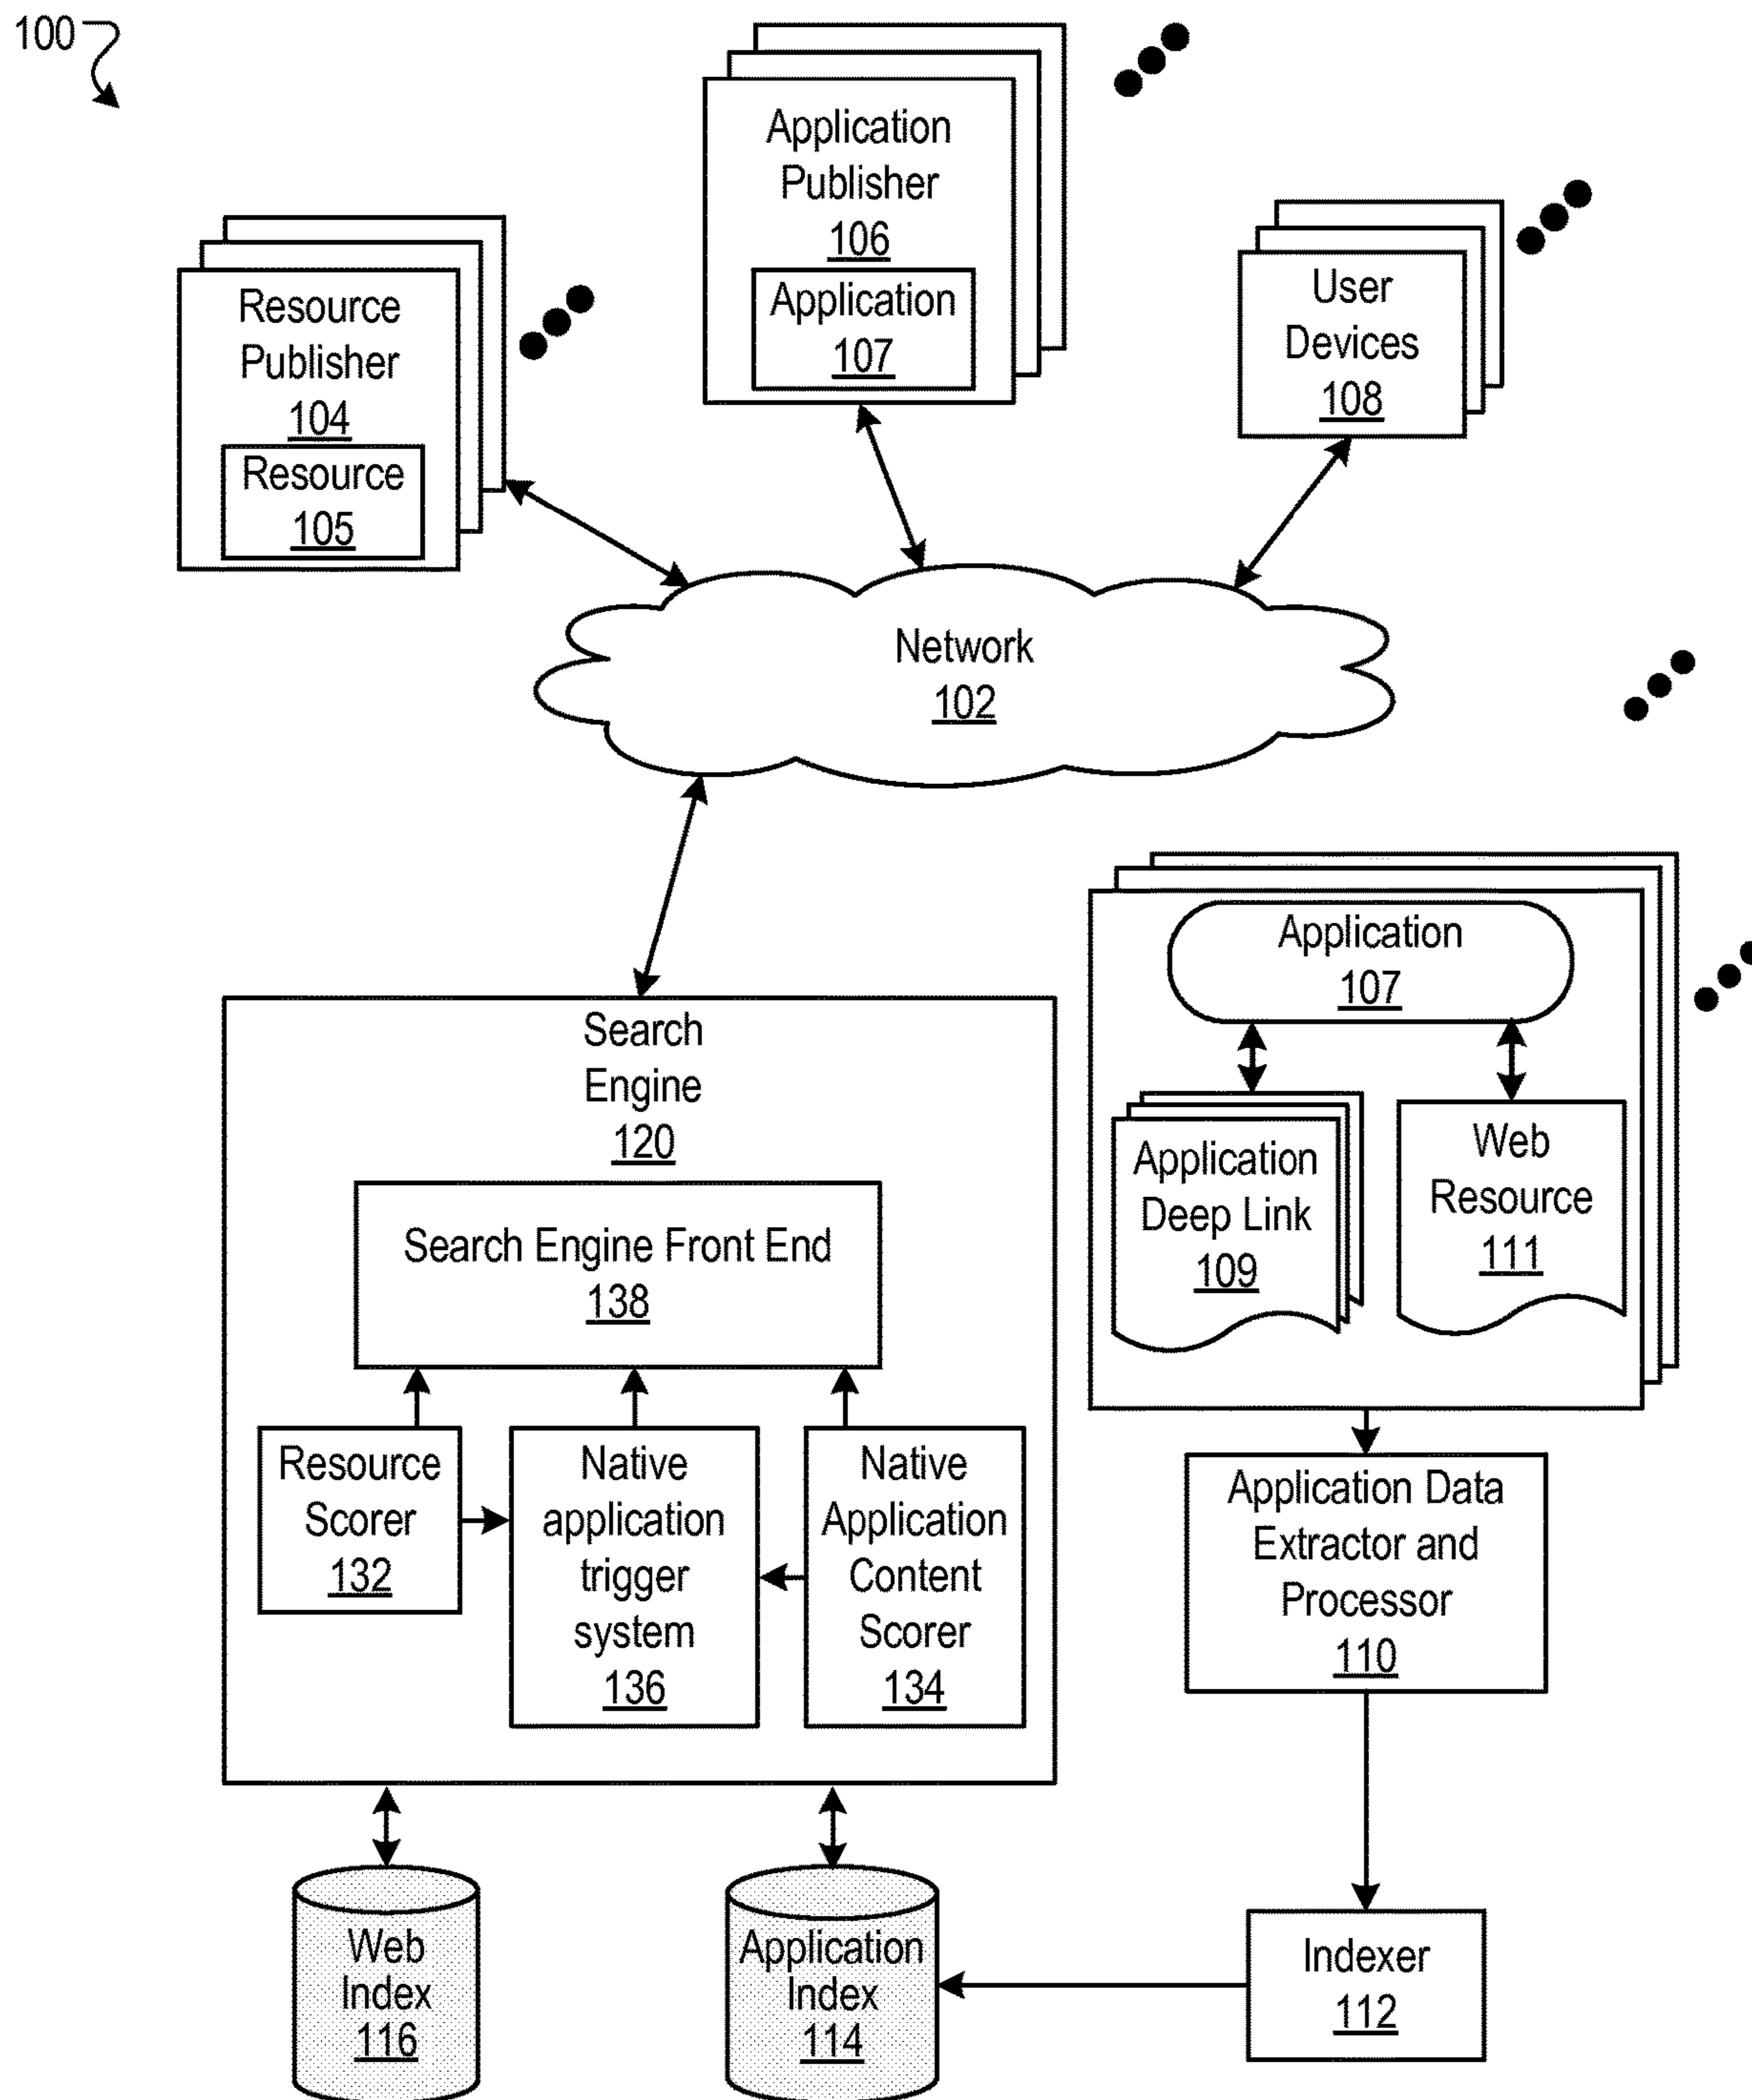 100
Application
Publisher
106
Application
107
User
Devices
108
Resource
Publisher
104
Resource
105
Network
102
Application
107
Application
Deep Link
109
Web
Resource
111
Search
Engine
120
Search Engine Front End
138
Resource
Scorer
132
Native
application
trigger
system
136
Native
Application
Content
Scorer
134
Application Data
Extractor and
Processor
110
Web
Index
116
Application
Index
114
Indexer
112